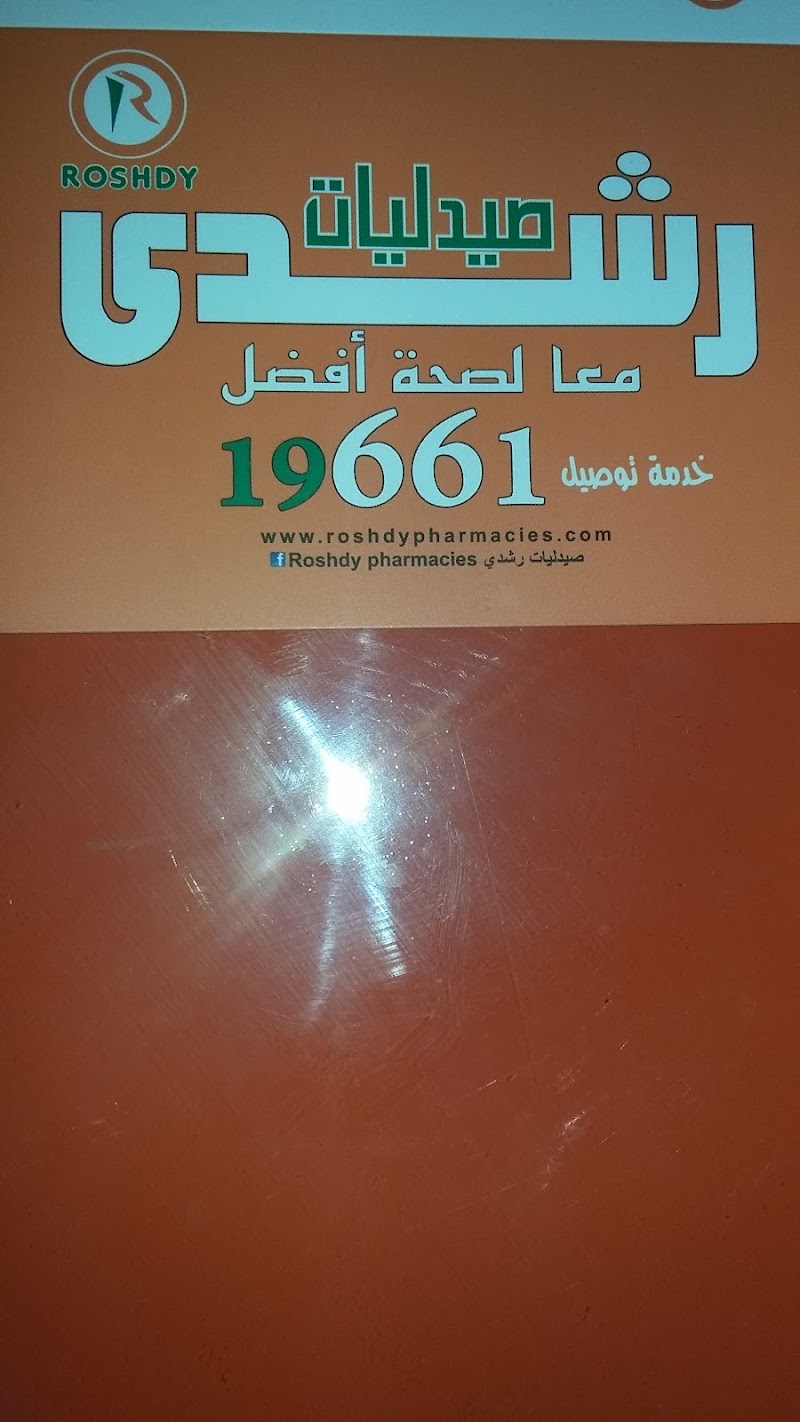 ROSHDY
صيدليات
رشدى
معا لصحة أفضل
خدمة توصيل 19661
www.roshdypharmacies.com
Roshdy pharmacies صيدليات رشدي